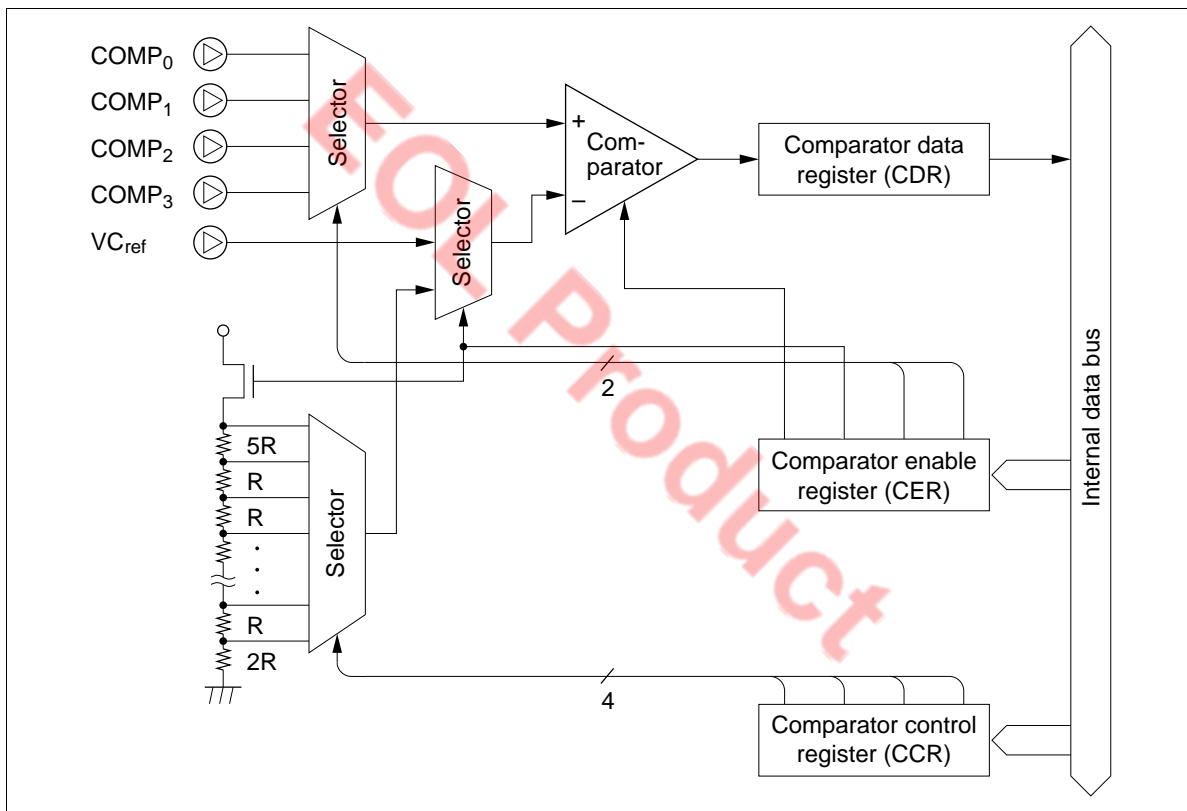 COMP0
COMP1
COMP2
COMP3
VCref
Selector
Selector
Com-
parator
+
−
Comparator data
register (CDR)
Internal data bus
2
Comparator enable
register (CER)
5R
R
R
R
2R
Selector
4
Comparator control
register (CCR)
EOL Product